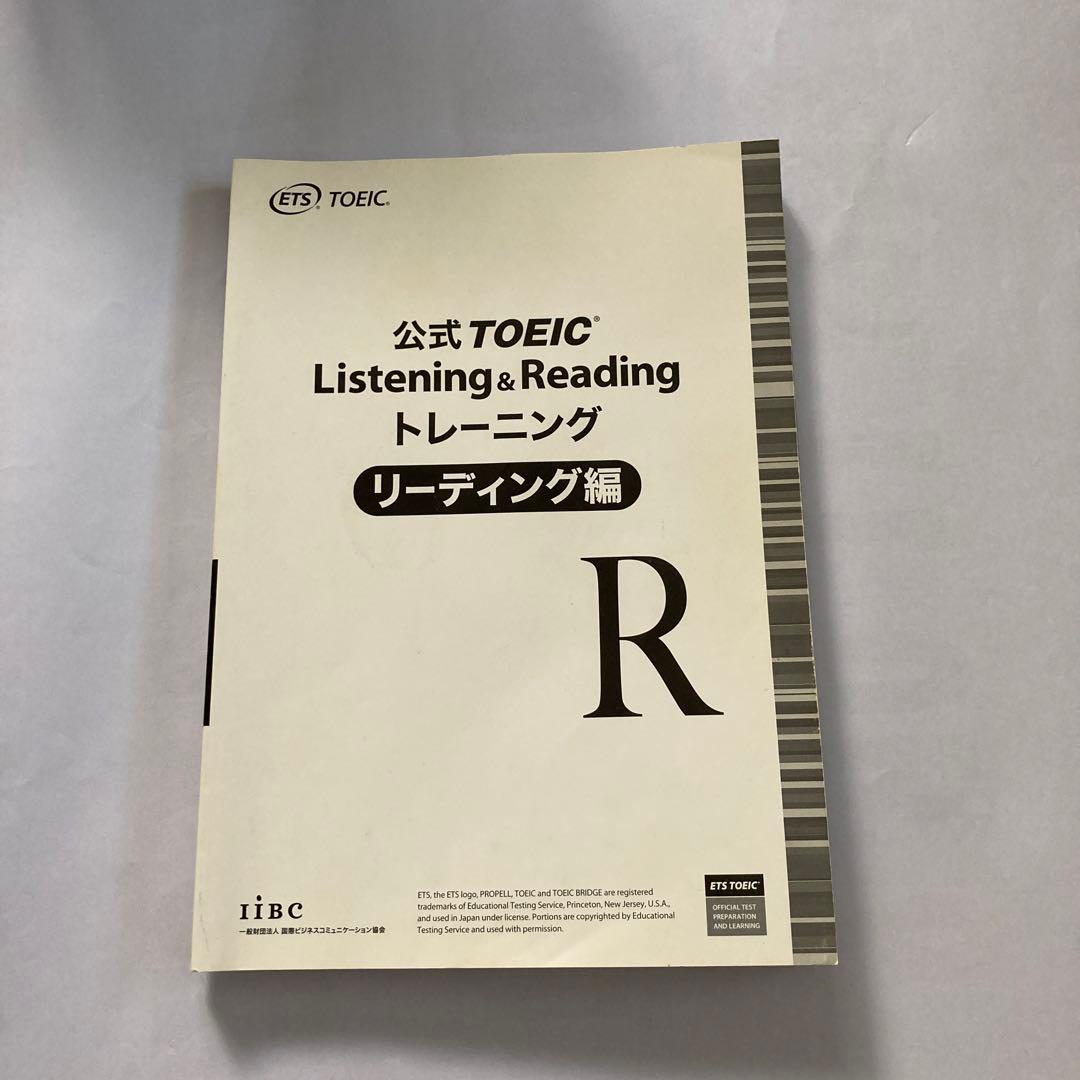 ETS® TOEIC®
公式 TOEIC®
Listening & Reading
トレーニング
リーディング編
R
IiBC
一般財団法人 国際ビジネスコミュニケーション協会
ETS, the ETS logo, PROPELL, TOEIC and TOEIC BRIDGE are registered
trademarks of Educational Testing Service, Princeton, New Jersey, U.S.A.,
and used in Japan under license. Portions are copyrighted by Educational
Testing Service and used with permission.
ETS TOEIC®
OFFICIAL TEST
PREPARATION
AND LEARNING